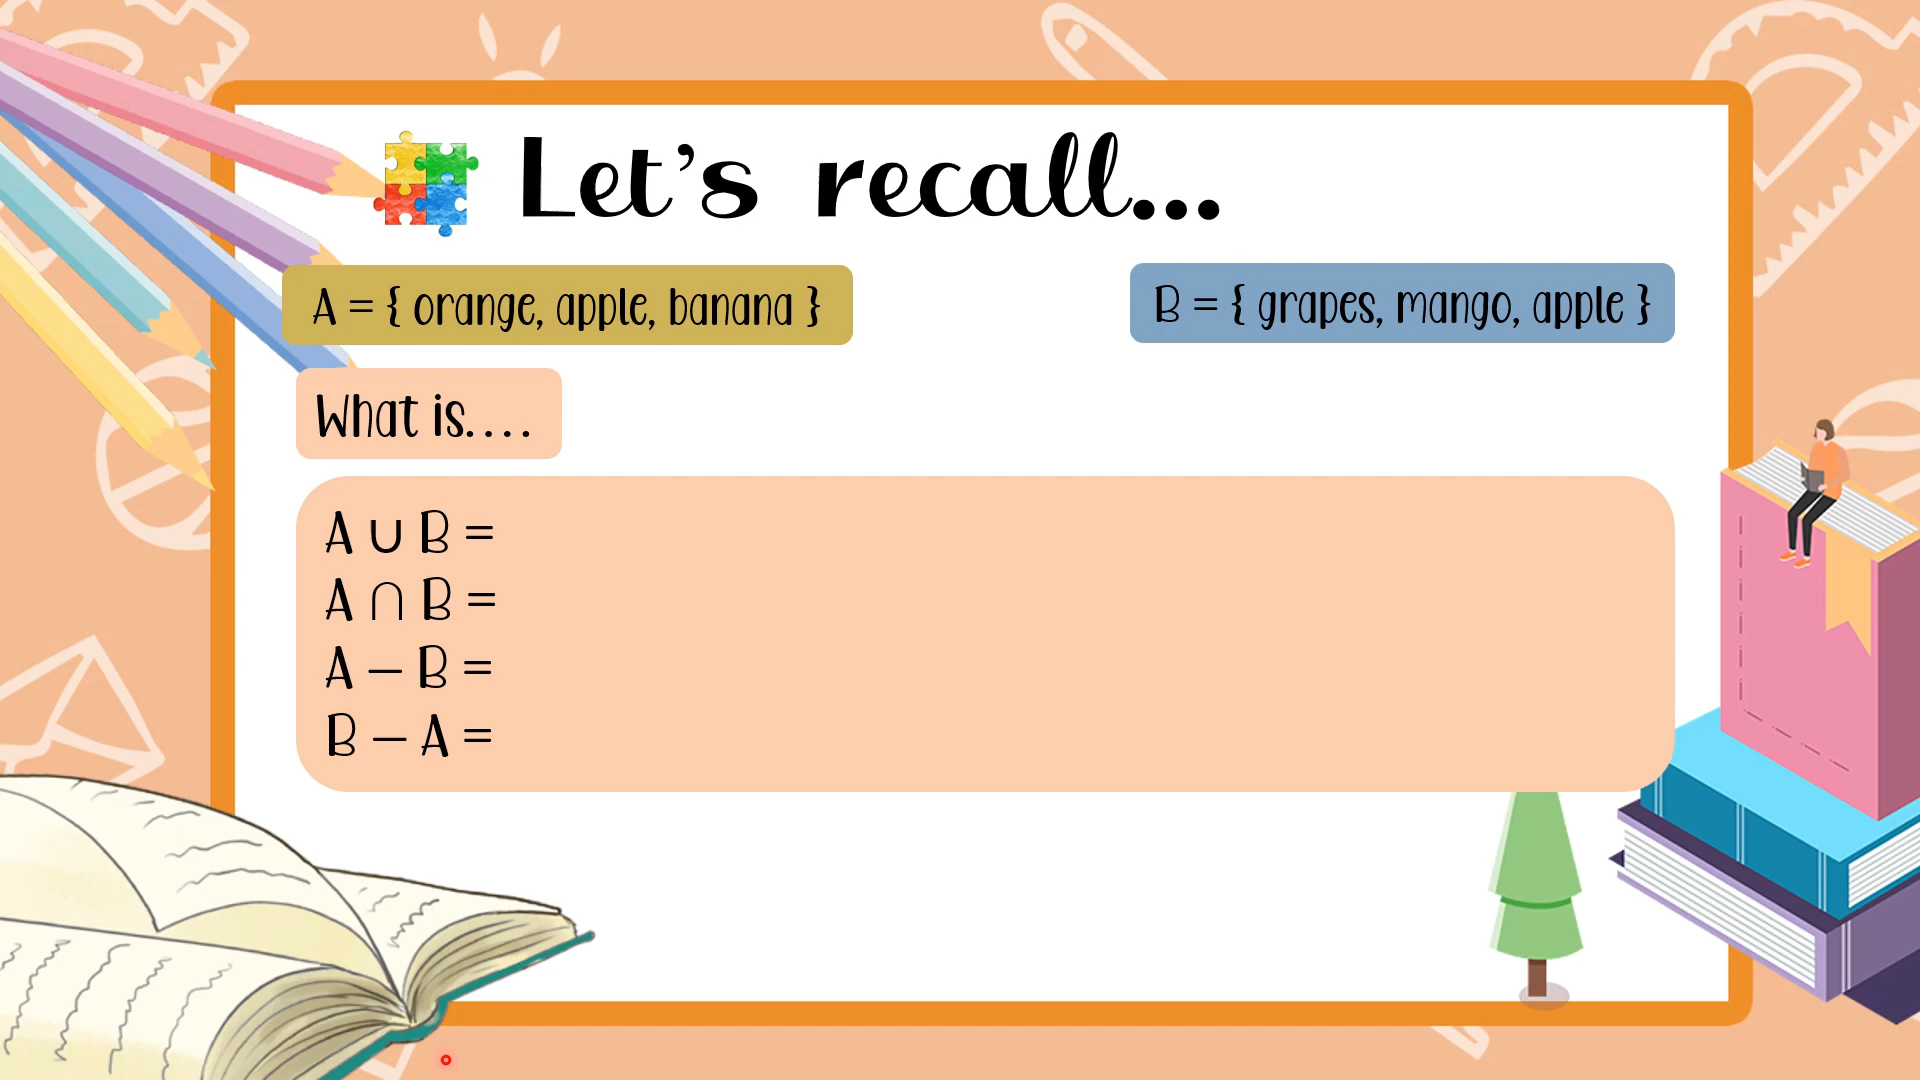 Let's recall...
A = { orange, apple, banana }
B = { grapes, mango, apple }
What is....
A ∪ B =
A ∩ B =
A – B =
B – A =